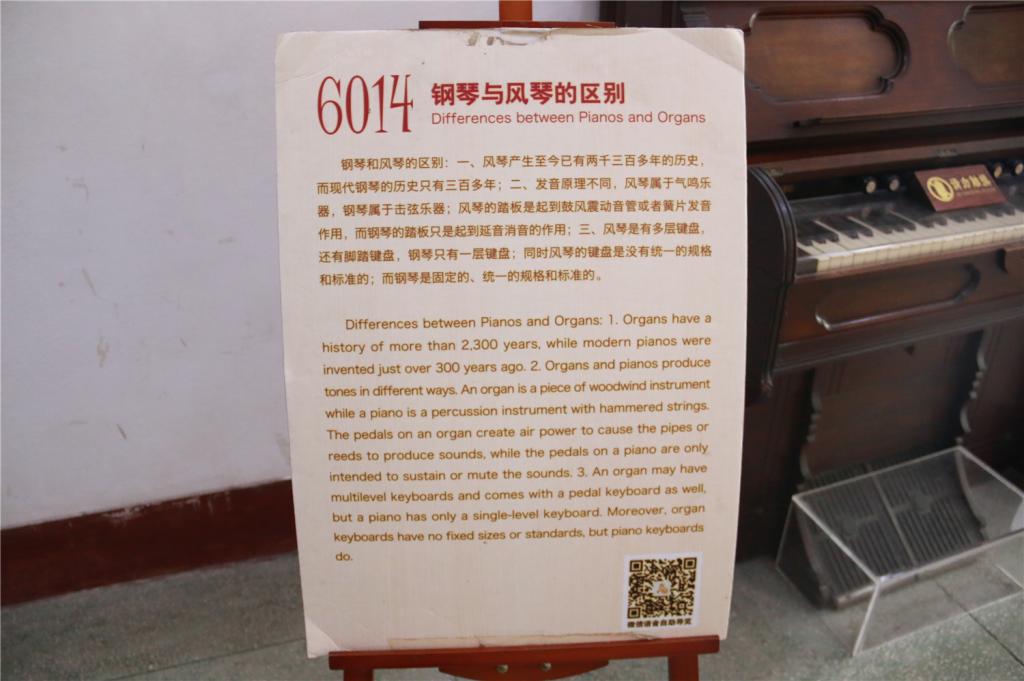 6014 钢琴与风琴的区别
Differences between Pianos and Organs
钢琴和风琴的区别：一、风琴产生至今已有两千三百多年的历史，
而现代钢琴的历史只有三百多年；二、发音原理不同，风琴属于气鸣乐
器，钢琴属于击弦乐器；风琴的踏板是起到鼓风震动音管或者簧片发音
作用，而钢琴的踏板只是起到延音消音的作用；三、风琴是有多层键盘，
还有脚踏键盘，钢琴只有一层键盘；同时风琴的键盘是没有统一的规格
和标准的；而钢琴是固定的、统一的规格和标准的。
Differences between Pianos and Organs: 1. Organs have a
history of more than 2,300 years, while modern pianos were
invented just over 300 years ago. 2. Organs and pianos produce
tones in different ways. An organ is a piece of woodwind instrument
while a piano is a percussion instrument with hammered strings.
The pedals on an organ create air power to cause the pipes or
reeds to produce sounds, while the pedals on a piano are only
intended to sustain or mute the sounds. 3. An organ may have
multilevel keyboards and comes with a pedal keyboard as well,
but a piano has only a single-level keyboard. Moreover, organ
keyboards have no fixed sizes or standards, but piano keyboards
do.
微信语音自助导览